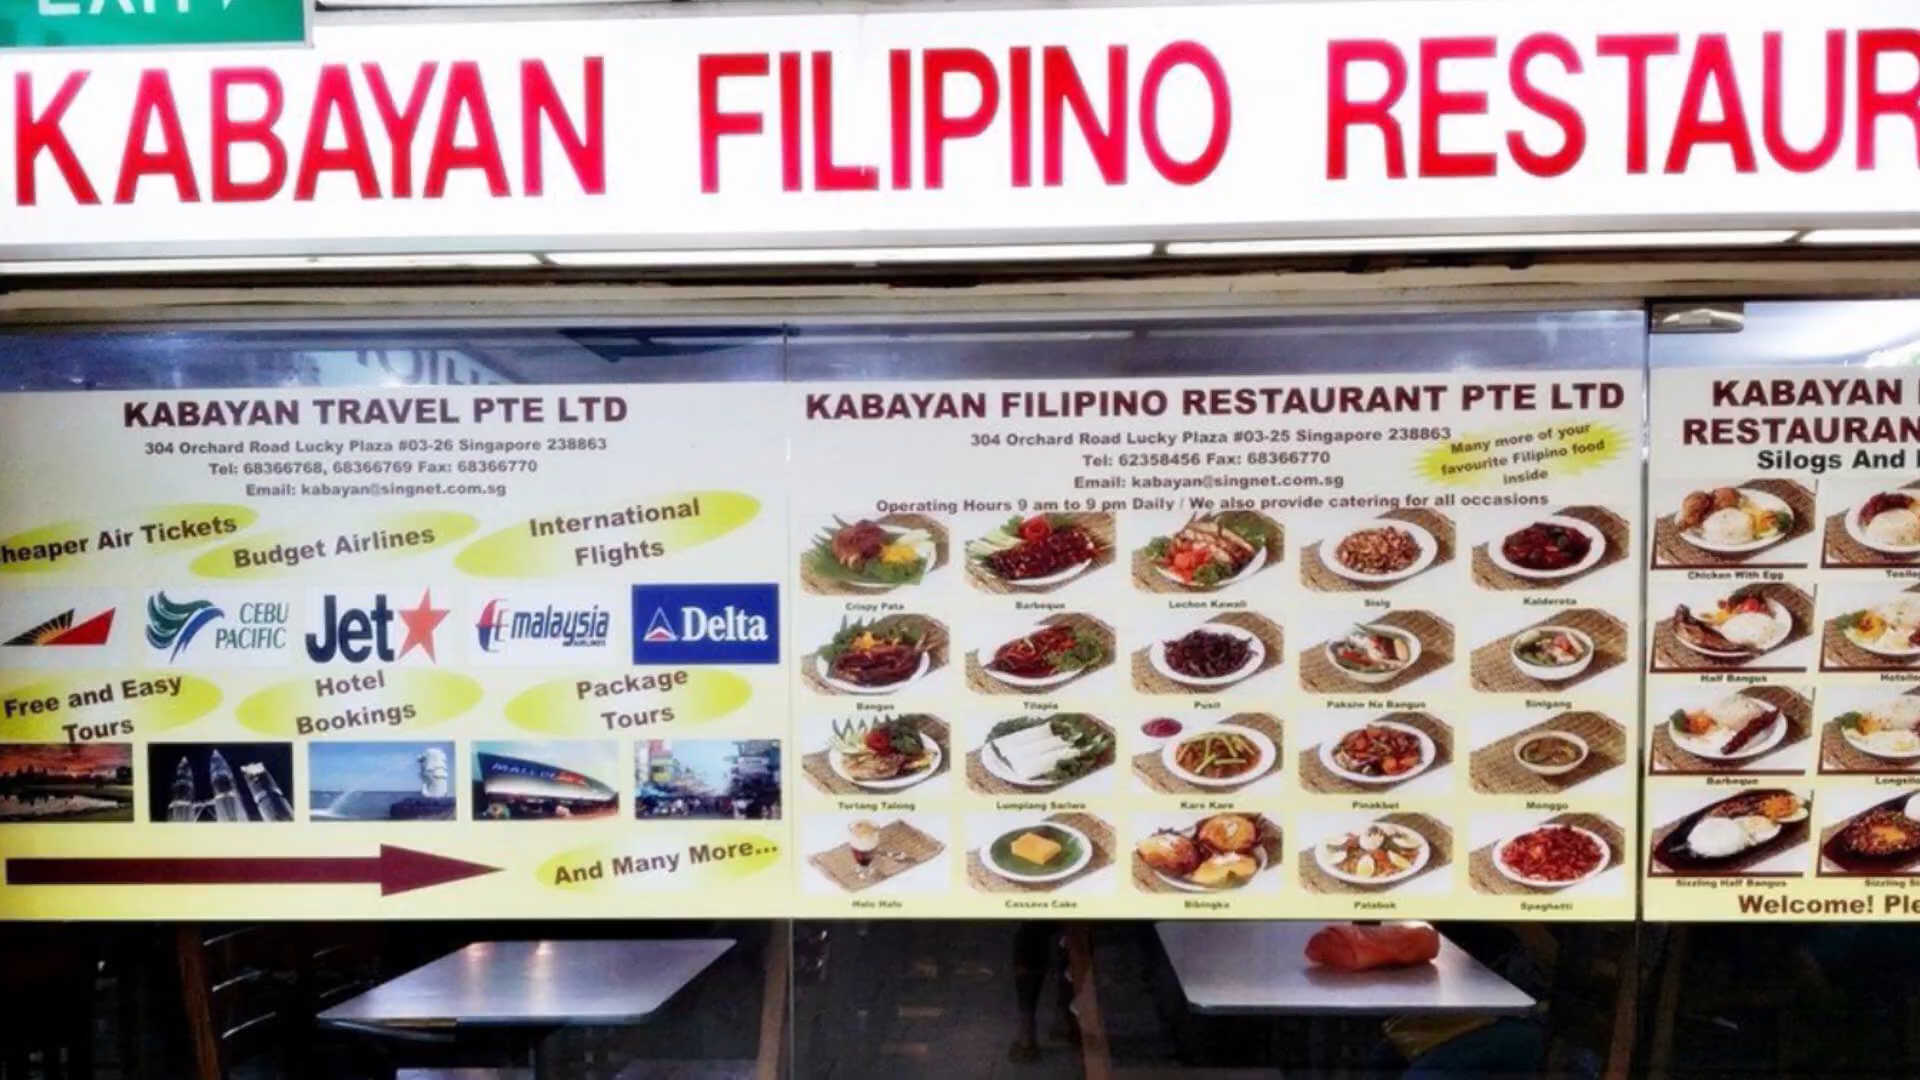 EXIT
KABAYAN FILIPINO RESTAUR
KABAYAN TRAVEL PTE LTD
304 Orchard Road Lucky Plaza #03-26 Singapore 238863
Tel: 68366768, 68366769 Fax: 68366770
Email: kabayan@singnet.com.sg
heaper Air Tickets
Budget Airlines
International
Flights
CEBU
PACIFIC
Jet
malaysia
AIRLINES
Delta
Free and Easy
Tours
Hotel
Bookings
Package
Tours
And Many More...
KABAYAN FILIPINO RESTAURANT PTE LTD
304 Orchard Road Lucky Plaza #03-25 Singapore 238863
Tel: 62358456 Fax: 68366770
Email: kabayan@singnet.com.sg
Many more of your
favourite Filipino food
inside
Operating Hours 9 am to 9 pm Daily / We also provide catering for all occasions
Crispy Pata
Barbeque
Lechon Kawali
Sisig
Kaldereta
Bangus
Tilapia
Pusit
Paksiw Na Bangus
Sinigang
Tortang Talong
Lumpiang Sariwa
Kare Kare
Pinakbet
Monggo
Halo Halo
Cassava Cake
Bibingka
Palabok
Spaghetti
KABAYAN
RESTAURAN
Silogs And
Chicken With Egg
Half Bangus
Barbeque
Sizzling Half Bangus
Sizzling
Welcome! Ple